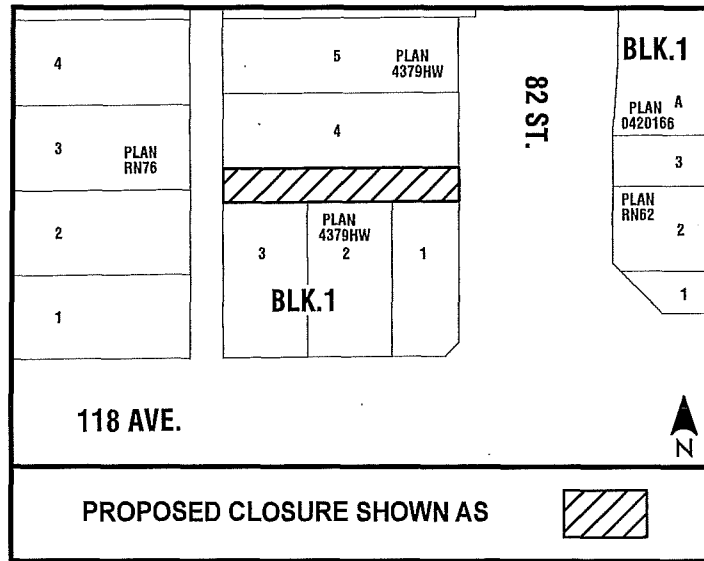 4
3
PLAN
RN76
2
1
5
PLAN
4379HW
4
PLAN
4379HW
3
2
1
BLK.1
82 ST.
BLK.1
PLAN
0420166
A
3
PLAN
RN62
2
1
118 AVE.
N
PROPOSED CLOSURE SHOWN AS